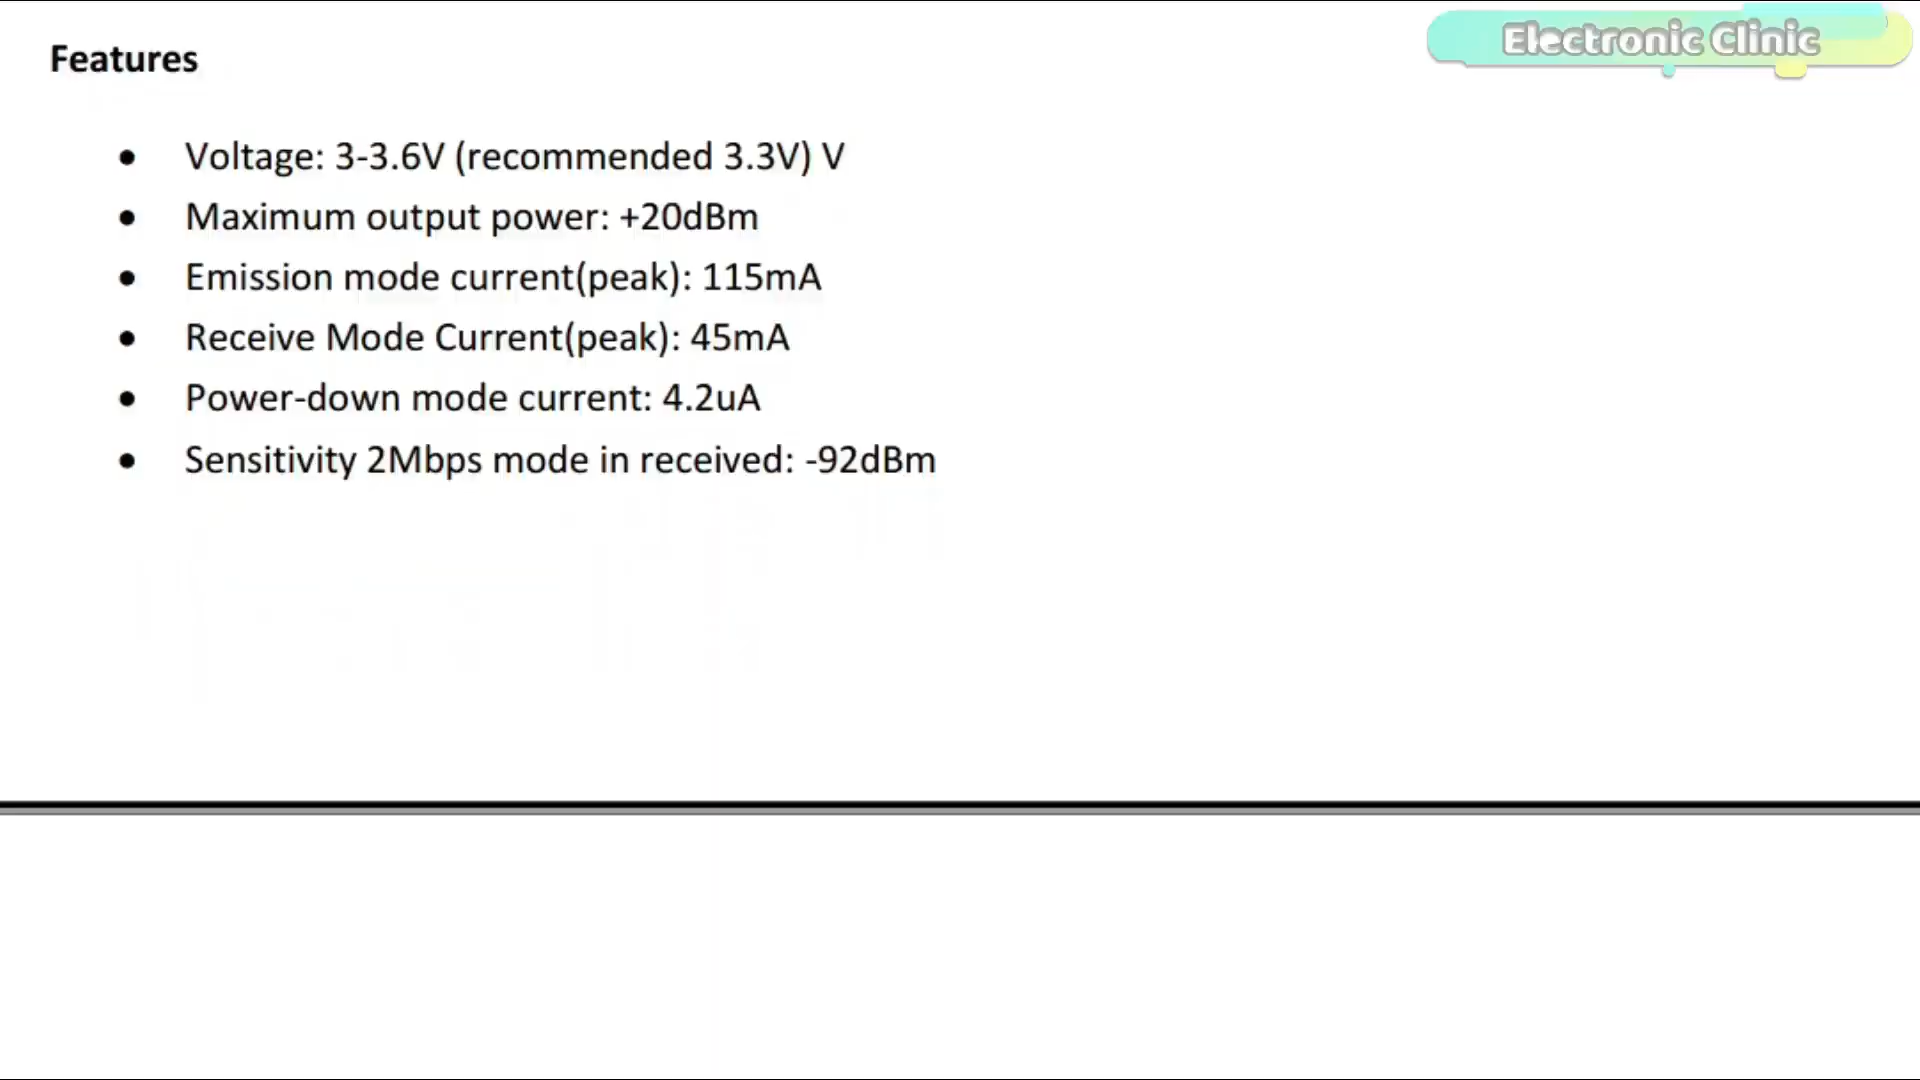 Electronic Clinic
Features
• Voltage: 3-3.6V (recommended 3.3V) V
• Maximum output power: +20dBm
• Emission mode current(peak): 115mA
• Receive Mode Current(peak): 45mA
• Power-down mode current: 4.2uA
• Sensitivity 2Mbps mode in received: -92dBm